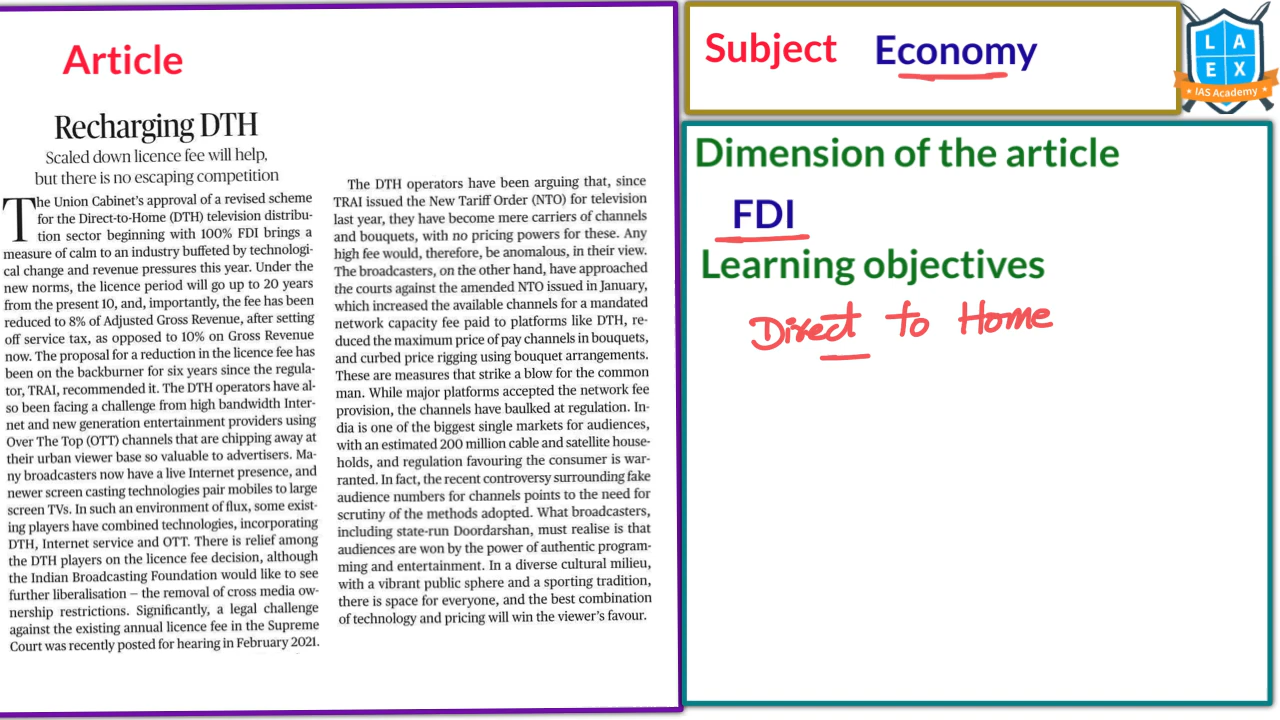 Article
Recharging DTH
Scaled down licence fee will help,
but there is no escaping competition
The Union Cabinet's approval of a revised scheme
for the Direct-to-Home (DTH) television distribu-
tion sector beginning with 100% FDI brings a
measure of calm to an industry buffeted by technologi-
cal change and revenue pressures this year. Under the
new norms, the licence period will go up to 20 years
from the present 10, and, importantly, the fee has been
reduced to 8% of Adjusted Gross Revenue, after setting
off service tax, as opposed to 10% on Gross Revenue
now. The proposal for a reduction in the licence fee has
been on the backburner for six years since the regula-
tor, TRAI, recommended it. The DTH operators have al-
so been facing a challenge from high bandwidth Inter-
net and new generation entertainment providers using
Over The Top (OTT) channels that are chipping away at
their urban viewer base so valuable to advertisers. Ma-
ny broadcasters now have a live Internet presence, and
newer screen casting technologies pair mobiles to large
screen TVs. In such an environment of flux, some exist-
ing players have combined technologies, incorporating
DTH, Internet service and OTT. There is relief among
the DTH players on the licence fee decision, although
the Indian Broadcasting Foundation would like to see
further liberalisation – the removal of cross media ow-
nership restrictions. Significantly, a legal challenge
against the existing annual licence fee in the Supreme
Court was recently posted for hearing in February 2021.
The DTH operators have been arguing that, since
TRAI issued the New Tariff Order (NTO) for television
last year, they have become mere carriers of channels
and bouquets, with no pricing powers for these. Any
high fee would, therefore, be anomalous, in their view.
The broadcasters, on the other hand, have approached
the courts against the amended NTO issued in January,
which increased the available channels for a mandated
network capacity fee paid to platforms like DTH, re-
duced the maximum price of pay channels in bouquets,
and curbed price rigging using bouquet arrangements.
These are measures that strike a blow for the common
man. While major platforms accepted the network fee
provision, the channels have baulked at regulation. In-
dia is one of the biggest single markets for audiences,
with an estimated 200 million cable and satellite house-
holds, and regulation favouring the consumer is war-
ranted. In fact, the recent controversy surrounding fake
audience numbers for channels points to the need for
scrutiny of the methods adopted. What broadcasters,
including state-run Doordarshan, must realise is that
audiences are won by the power of authentic program-
ming and entertainment. In a diverse cultural milieu,
with a vibrant public sphere and a sporting tradition,
there is space for everyone, and the best combination
of technology and pricing will win the viewer's favour.
Subject Economy
L A
E X
IAS Academy
Dimension of the article
FDI
Learning objectives
Direct to Home